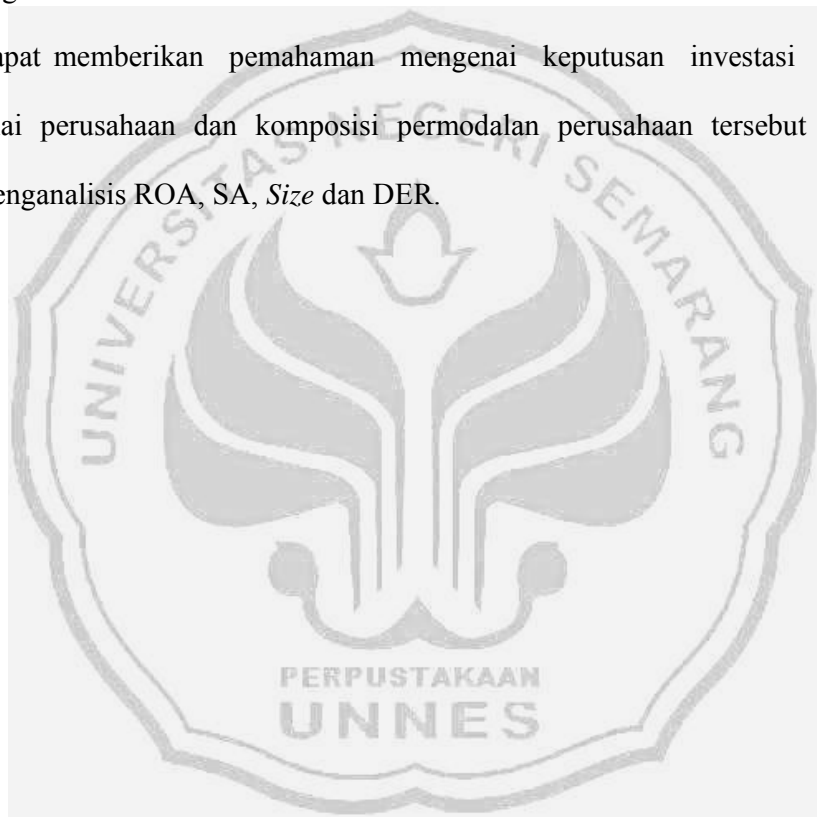 apat memberikan pemahaman mengenai keputusan investasi
ai perusahaan dan komposisi permodalan perusahaan tersebut
enganalisis ROA, SA, Size dan DER.
UNIVERSITAS NEGERI SEMARANG
PERPUSTAKAAN
UNNES